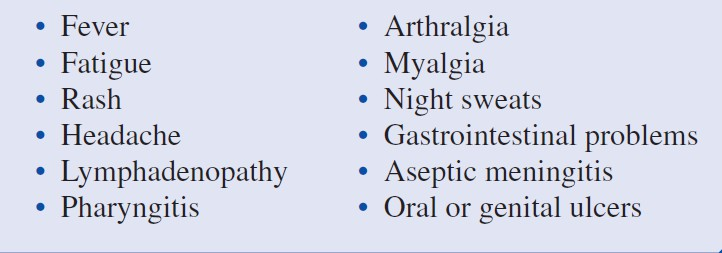 • Fever
• Fatigue
• Rash
• Headache
• Lymphadenopathy
• Pharyngitis
• Arthralgia
• Myalgia
• Night sweats
• Gastrointestinal problems
• Aseptic meningitis
• Oral or genital ulcers